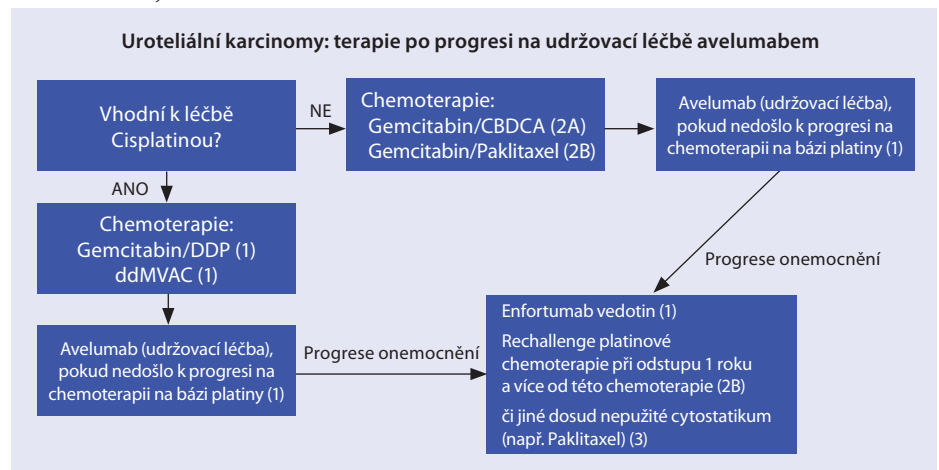 Uroteliální karcinomy: terapie po progresi na udržovací léčbě avelumabem
Vhodní k léčbě
Cisplatinou?
NE
Chemoterapie:
Gemcitabin/CBDCA (2A)
Gemcitabin/Paklitaxel (2B)
Avelumab (udržovací léčba),
pokud nedošlo k progresi na
chemoterapii na bázi platiny (1)
ANO
Chemoterapie:
Gemcitabin/DDP (1)
ddMVAC (1)
Progrese onemocnění
Avelumab (udržovací léčba),
pokud nedošlo k progresi na
chemoterapii na bázi platiny (1)
Progrese onemocnění
Enfortumab vedotin (1)
Rechallenge platinové
chemoterapie při odstupu 1 roku
a více od této chemoterapie (2B)
či jiné dosud nepužité cytostatikum
(např. Paklitaxel) (3)